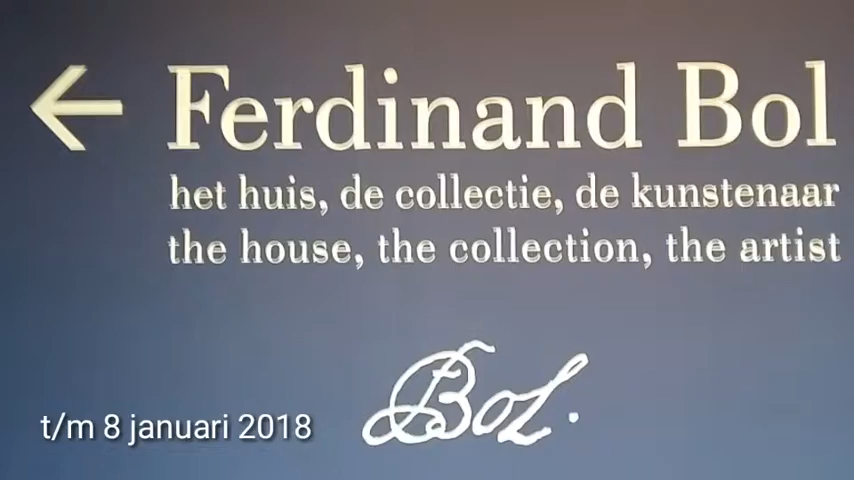 ← Ferdinand Bol
het huis, de collectie, de kunstenaar
the house, the collection, the artist
Bol.
t/m 8 januari 2018